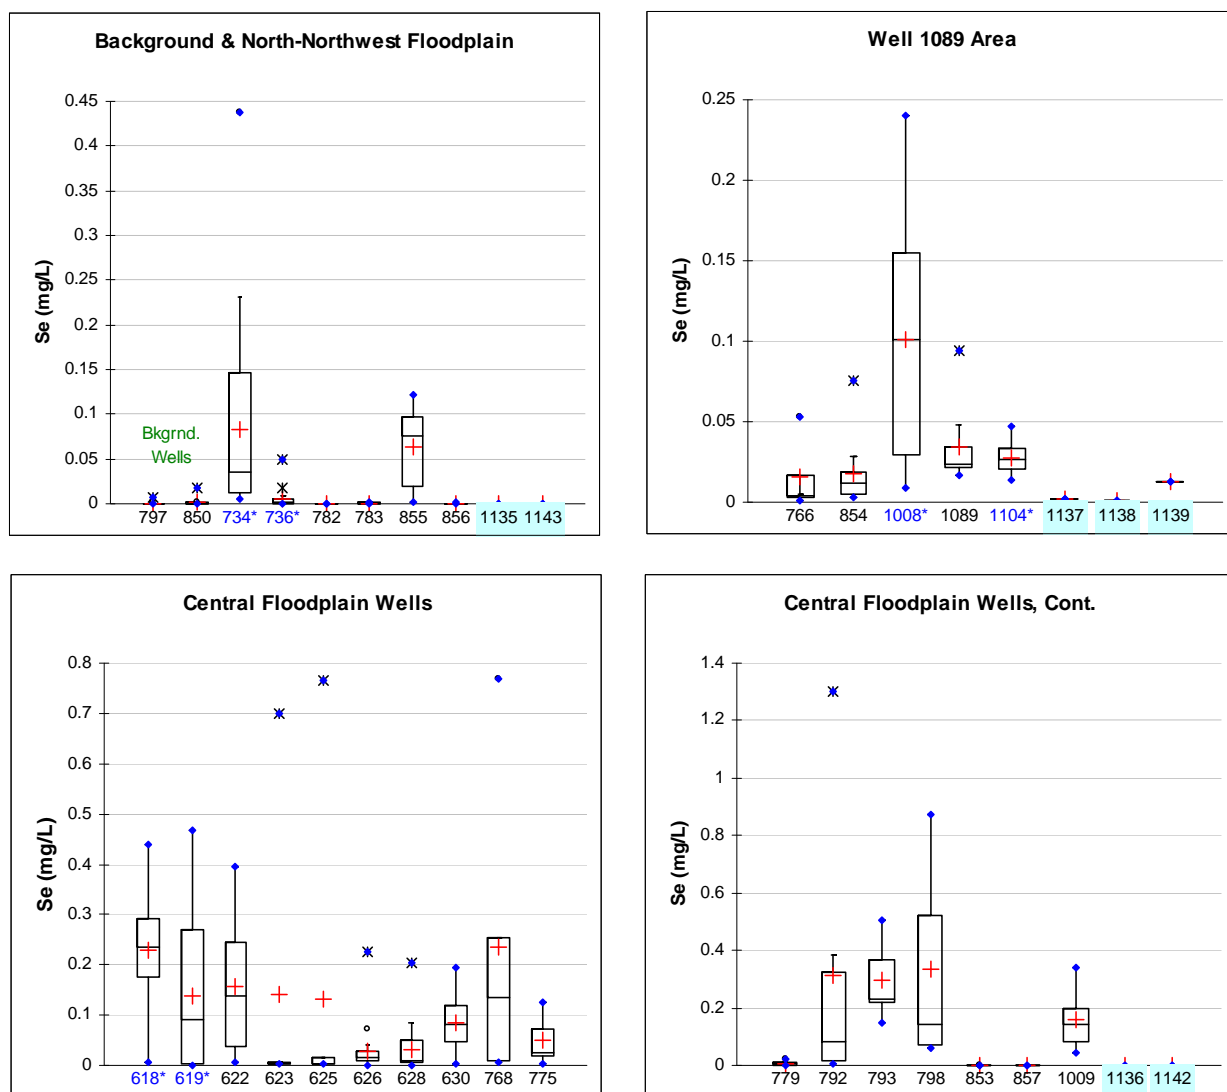 Background & North-Northwest Floodplain
Se (mg/L)
0.45
0.4
0.35
0.3
0.25
0.2
0.15
0.1
0.05
0
Bkgrnd.
Wells
797 850 734* 736* 782 783 855 856 1135 1143
Well 1089 Area
Se (mg/L)
0.25
0.2
0.15
0.1
0.05
0
766 854 1008* 1089 1104* 1137 1138 1139
Central Floodplain Wells
Se (mg/L)
0.8
0.7
0.6
0.5
0.4
0.3
0.2
0.1
0
618* 619* 622 623 625 626 628 630 768 775
Central Floodplain Wells, Cont.
Se (mg/L)
1.4
1.2
1
0.8
0.6
0.4
0.2
0
779 792 793 798 853 857 1009 1136 1142